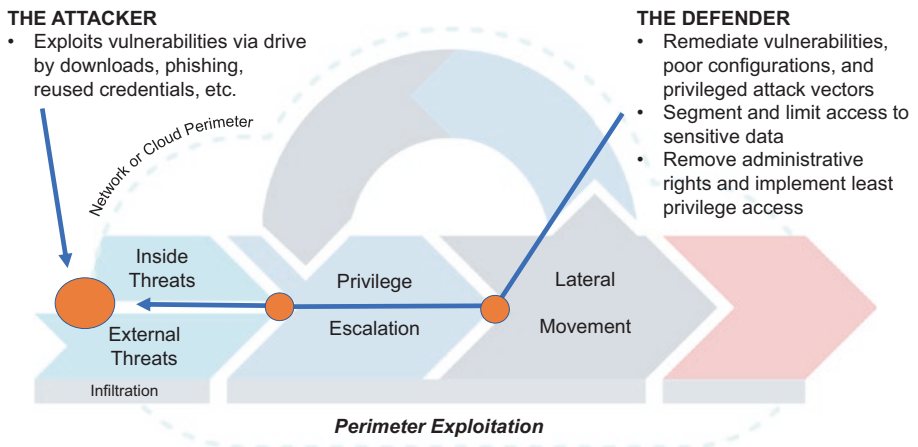 THE ATTACKER
• Exploits vulnerabilities via drive
by downloads, phishing,
reused credentials, etc.
THE DEFENDER
• Remediate vulnerabilities,
poor configurations, and
privileged attack vectors
• Segment and limit access to
sensitive data
• Remove administrative
rights and implement least
privilege access
Network or Cloud Perimeter
Inside
Threats
External
Threats
Infiltration
Privilege
Escalation
Lateral
Movement
Perimeter Exploitation